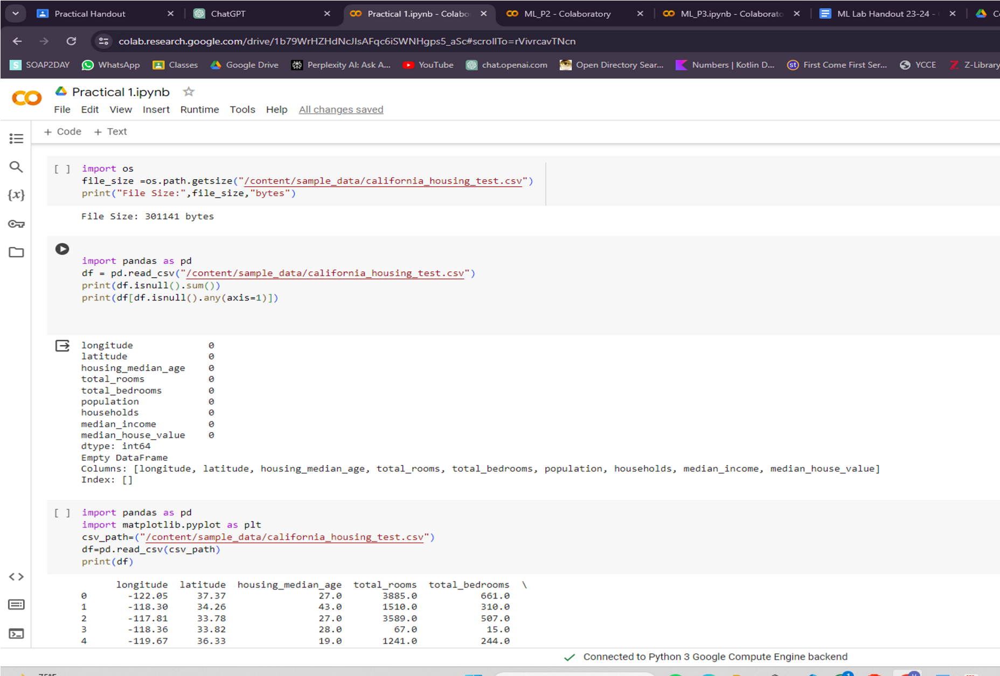 Practical Handout
ChatGPT
Practical 1.ipynb - Colabo
ML_P2 - Colaboratory
ML_P3.ipynb - Colaborato
ML Lab Handout 23-24 -
colab.research.google.com/drive/1b79WrHZHdNcJIsAFqc6iSWNHgps5_aSc#scrollTo=rVivrcavTNcn
SOAP2DAY WhatsApp Classes Google Drive Perplexity AI: Ask A... YouTube chat.openai.com Open Directory Sear... Numbers | Kotlin D... First Come First Ser... YCCE Z-Library
Practical 1.ipynb
File Edit View Insert Runtime Tools Help All changes saved
+ Code + Text
[ ] import os
file_size =os.path.getsize("/content/sample_data/california_housing_test.csv")
print("File Size:",file_size,"bytes")
File Size: 301141 bytes
import pandas as pd
df = pd.read_csv("/content/sample_data/california_housing_test.csv")
print(df.isnull().sum())
print(df[df.isnull().any(axis=1)])
longitude 0
latitude 0
housing_median_age 0
total_rooms 0
total_bedrooms 0
population 0
households 0
median_income 0
median_house_value 0
dtype: int64
Empty DataFrame
Columns: [longitude, latitude, housing_median_age, total_rooms, total_bedrooms, population, households, median_income, median_house_value]
Index: []
[ ] import pandas as pd
import matplotlib.pyplot as plt
csv_path=("/content/sample_data/california_housing_test.csv")
df=pd.read_csv(csv_path)
print(df)
longitude latitude housing_median_age total_rooms total_bedrooms \
0 -122.05 37.37 27.0 3885.0 661.0
1 -118.30 34.26 43.0 1510.0 310.0
2 -117.81 33.78 27.0 3589.0 507.0
3 -118.36 33.82 28.0 67.0 15.0
4 -119.67 36.33 19.0 1241.0 244.0
Connected to Python 3 Google Compute Engine backend